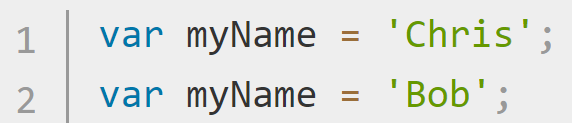 1 var myName = 'Chris';
2 var myName = 'Bob';